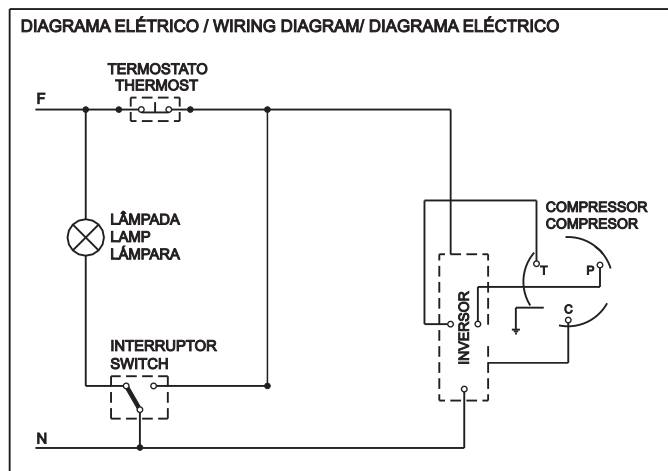 DIAGRAMA ELÉTRICO / WIRING DIAGRAM/ DIAGRAMA ELÉCTRICO
TERMOSTATO
THERMOST
F
LÂMPADA
LAMP
LÁMPARA
COMPRESSOR
COMPRESOR
T
P
C
INVERSOR
INTERRUPTOR
SWITCH
N